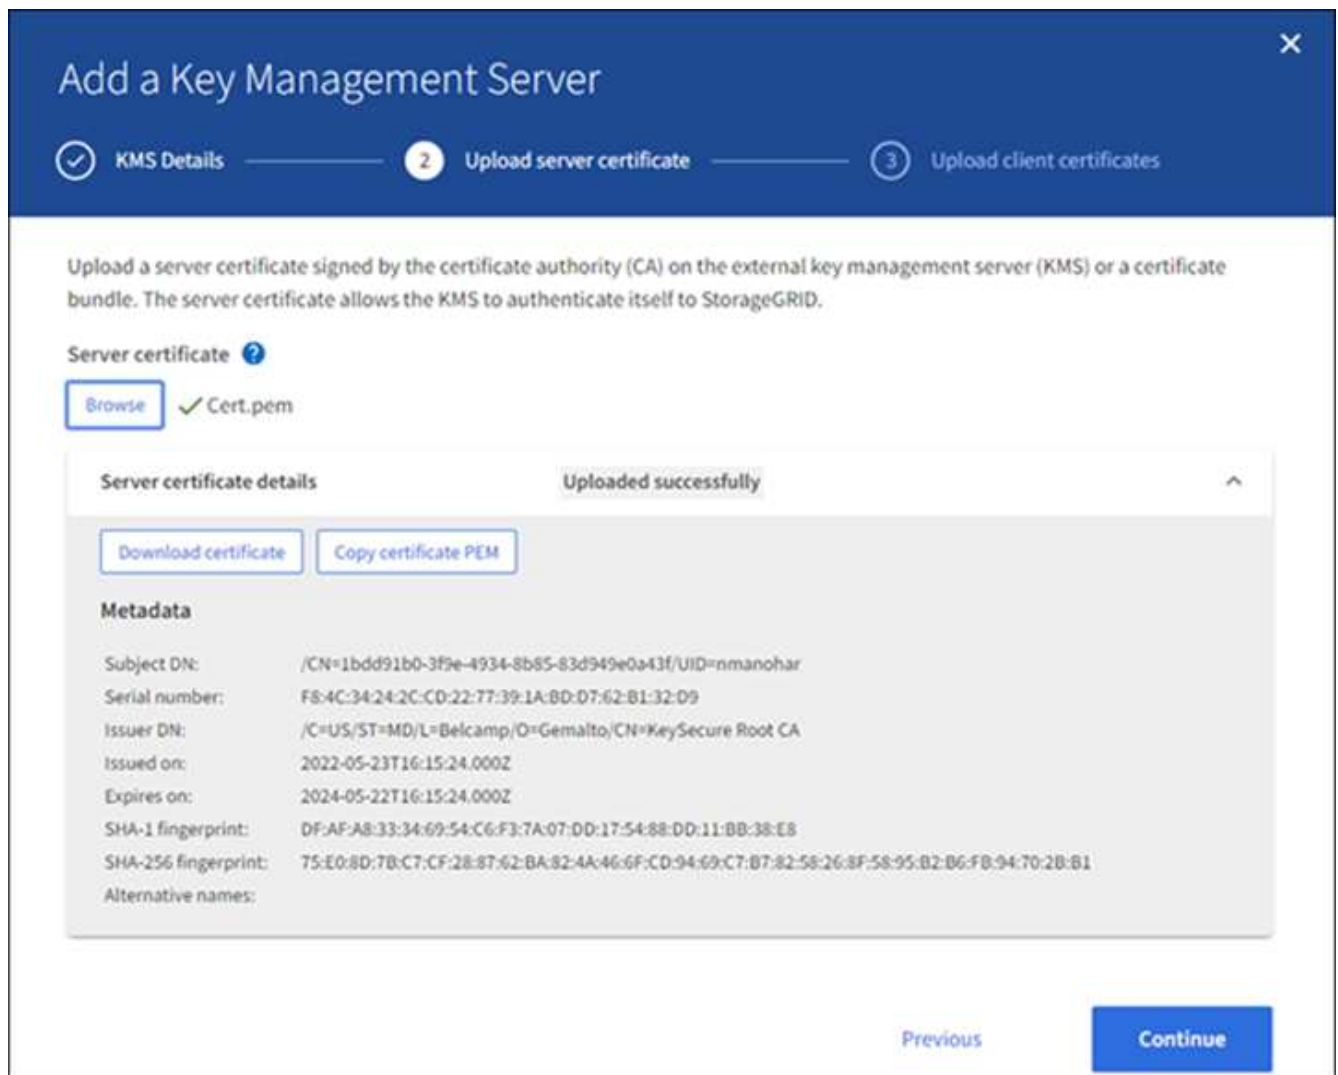 Add a Key Management Server
KMS Details
2 Upload server certificate
3 Upload client certificates
Upload a server certificate signed by the certificate authority (CA) on the external key management server (KMS) or a certificate
bundle. The server certificate allows the KMS to authenticate itself to StorageGRID.
Server certificate ?
Browse Cert.pem
Server certificate details Uploaded successfully
Download certificate Copy certificate PEM
Metadata
Subject DN: /CN=1bdd91b0-3f9e-4934-8b85-83d949e0a43f/UID=nmanohar
Serial number: F8:4C:34:24:2C:CD:22:77:39:1A:BD:D7:62:B1:32:D9
Issuer DN: /C=US/ST=MD/L=Belcamp/O=Gemalto/CN=KeySecure Root CA
Issued on: 2022-05-23T16:15:24.000Z
Expires on: 2024-05-22T16:15:24.000Z
SHA-1 fingerprint: DF:AF:A8:33:34:69:54:C6:F3:7A:07:DD:17:54:88:DD:11:BB:38:E8
SHA-256 fingerprint: 75:E0:8D:7B:C7:CF:28:87:62:BA:82:4A:46:6F:CD:94:69:C7:B7:82:58:26:8F:58:95:B2:B6:FB:94:70:2B:B1
Alternative names:
Previous Continue